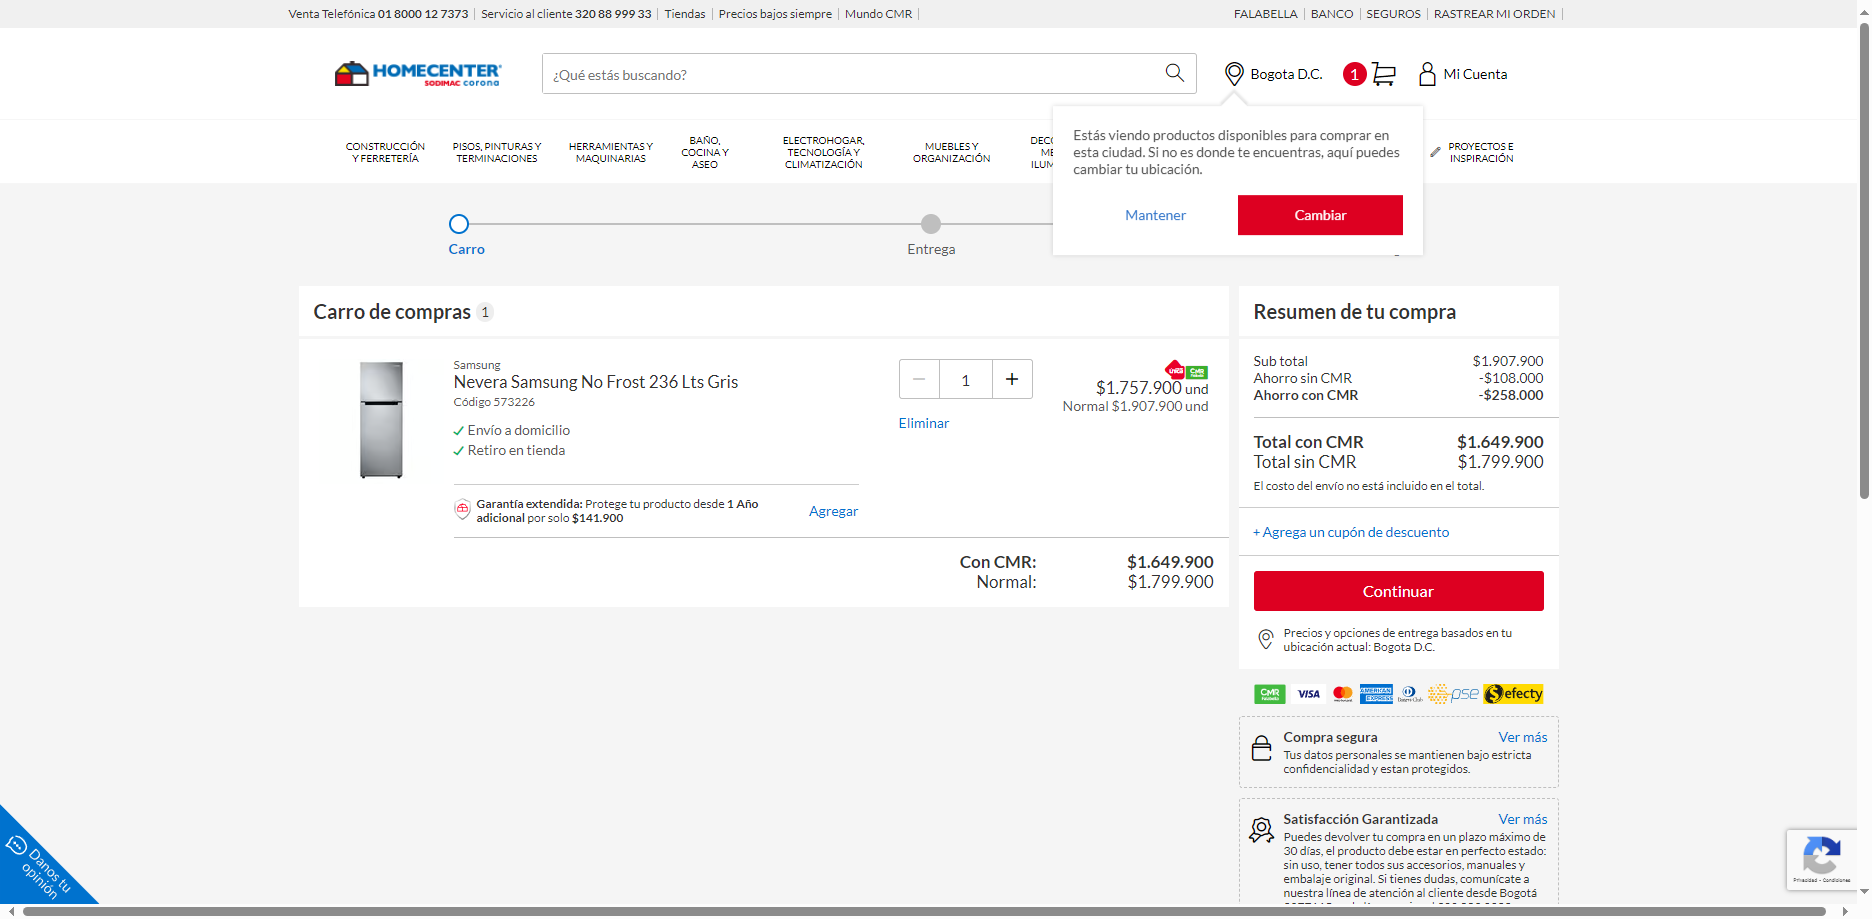 Venta Telefónica 01 8000 12 7373 Servicio al cliente 320 88 999 33 Tiendas Precios bajos siempre Mundo CMR FALABELLA BANCO SEGUROS RASTREAR MI ORDEN
HOMECENTER
SODIMAC corona
¿Qué estás buscando?
Bogota D.C.
1
Mi Cuenta
CONSTRUCCIÓN
Y FERRETERÍA
PISOS, PINTURAS Y
TERMINACIONES
HERRAMIENTAS Y
MAQUINARIAS
BAÑO,
COCINA Y
ASEO
ELECTROHOGAR,
TECNOLOGÍA Y
CLIMATIZACIÓN
MUEBLES Y
ORGANIZACIÓN
DECO
ME
ILUM
PROYECTOS E
INSPIRACIÓN
Estás viendo productos disponibles para comprar en
esta ciudad. Si no es donde te encuentras, aquí puedes
cambiar tu ubicación.
Mantener
Cambiar
Carro
Entrega
Carro de compras 1
Samsung
Nevera Samsung No Frost 236 Lts Gris
Código 573226
Envío a domicilio
Retiro en tienda
1
Eliminar
$1.757.900 und
Normal $1.907.900 und
Garantía extendida: Protege tu producto desde 1 Año
adicional por solo $141.900
Agregar
Con CMR: $1.649.900
Normal: $1.799.900
Resumen de tu compra
Sub total $1.907.900
Ahorro sin CMR -$108.000
Ahorro con CMR -$258.000
Total con CMR $1.649.900
Total sin CMR $1.799.900
El costo del envío no está incluido en el total.
+ Agrega un cupón de descuento
Continuar
Precios y opciones de entrega basados en tu
ubicación actual: Bogota D.C.
CMR VISA AMERICAN EXPRESS Diners Club pse efecty
Compra segura Ver más
Tus datos personales se mantienen bajo estricta
confidencialidad y estan protegidos.
Satisfacción Garantizada Ver más
Puedes devolver tu compra en un plazo máximo de
30 días, el producto debe estar en perfecto estado:
sin uso, tener todos sus accesorios, manuales y
embalaje original. Si tienes dudas, comunícate a
nuestra línea de atención al cliente desde Bogotá
Danos tu
opinión
Privacidad - Condiciones